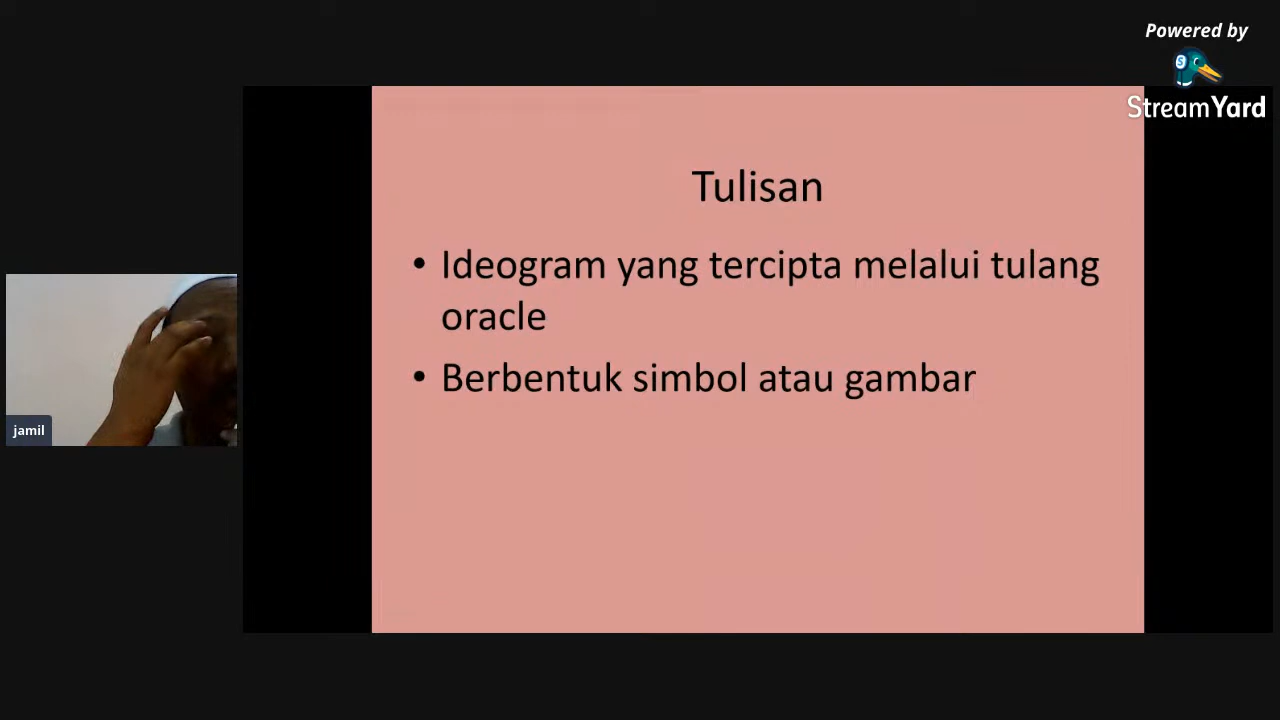 Powered by
StreamYard
Tulisan
• Ideogram yang tercipta melalui tulang
oracle
• Berbentuk simbol atau gambar
jamil